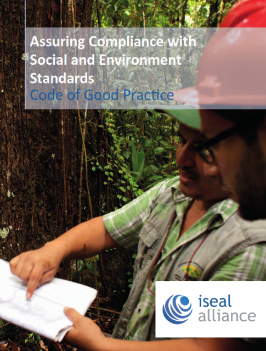 Assuring Compliance with
Social and Environment
Standards
Code of Good Practice
iseal
alliance